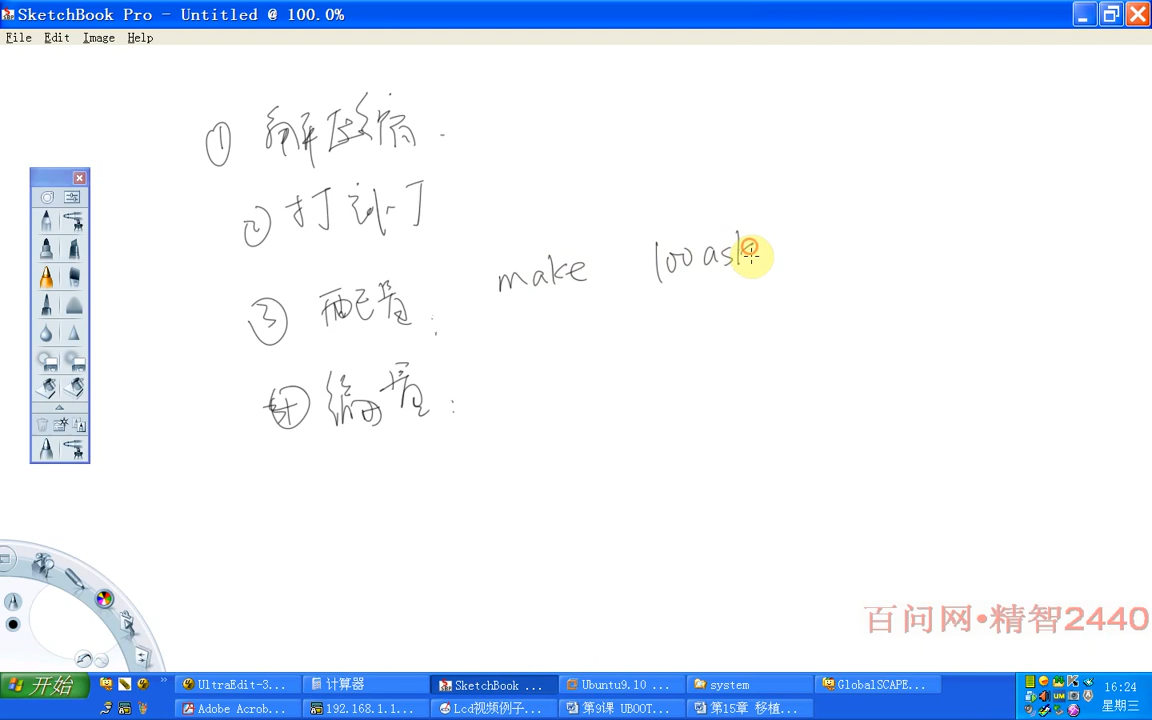 SketchBook Pro - Untitled @ 100.0%
File Edit Image Help
① 解压缩.
② 打补丁
③ 配置. make 100ask
④ 编置.
百问网•精智2440
开始 UltraEdit-3... 计算器 SketchBook ... Ubuntu9.10 ... system GlobalSCAPE... 16:24
Adobe Acrob... 192.168.1.1... Lcd视频例子... 第9课 UBOOT... 第15章 移植... 星期三